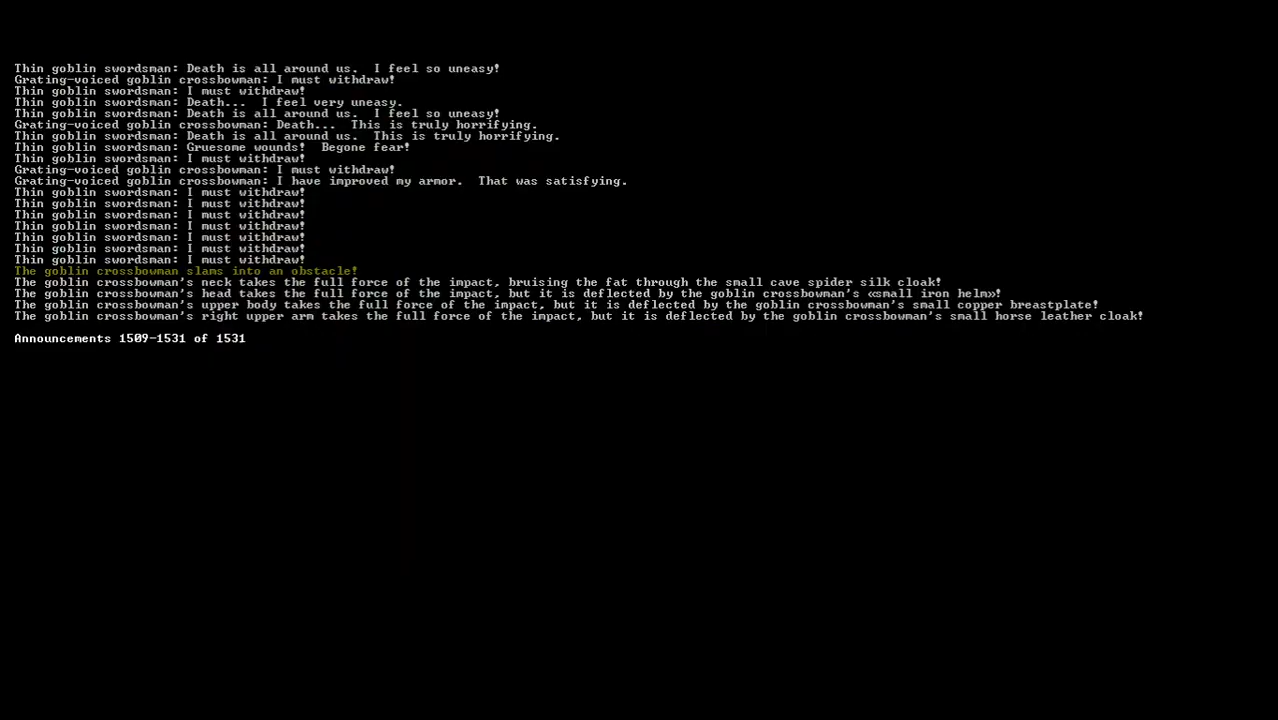 Thin goblin swordsman: Death is all around us.  I feel so uneasy!
Grating-voiced goblin crossbowman: I must withdraw!
Thin goblin swordsman: I must withdraw!
Thin goblin swordsman: Death...  I feel very uneasy.
Thin goblin swordsman: Death is all around us.  I feel so uneasy!
Grating-voiced goblin crossbowman: Death...  This is truly horrifying.
Thin goblin swordsman: Death is all around us.  This is truly horrifying.
Thin goblin swordsman: Gruesome wounds!  Begone fear!
Thin goblin swordsman: I must withdraw!
Grating-voiced goblin crossbowman: I must withdraw!
Grating-voiced goblin crossbowman: I have improved my armor.  That was satisfying.
Thin goblin swordsman: I must withdraw!
Thin goblin swordsman: I must withdraw!
Thin goblin swordsman: I must withdraw!
Thin goblin swordsman: I must withdraw!
Thin goblin swordsman: I must withdraw!
Thin goblin swordsman: I must withdraw!
Thin goblin swordsman: I must withdraw!
The goblin crossbowman slams into an obstacle!
The goblin crossbowman's neck takes the full force of the impact, bruising the fat through the small cave spider silk cloak!
The goblin crossbowman's head takes the full force of the impact, but it is deflected by the goblin crossbowman's «small iron helm»!
The goblin crossbowman's upper body takes the full force of the impact, but it is deflected by the goblin crossbowman's small copper breastplate!
The goblin crossbowman's right upper arm takes the full force of the impact, but it is deflected by the goblin crossbowman's small horse leather cloak!
Announcements 1509-1531 of 1531